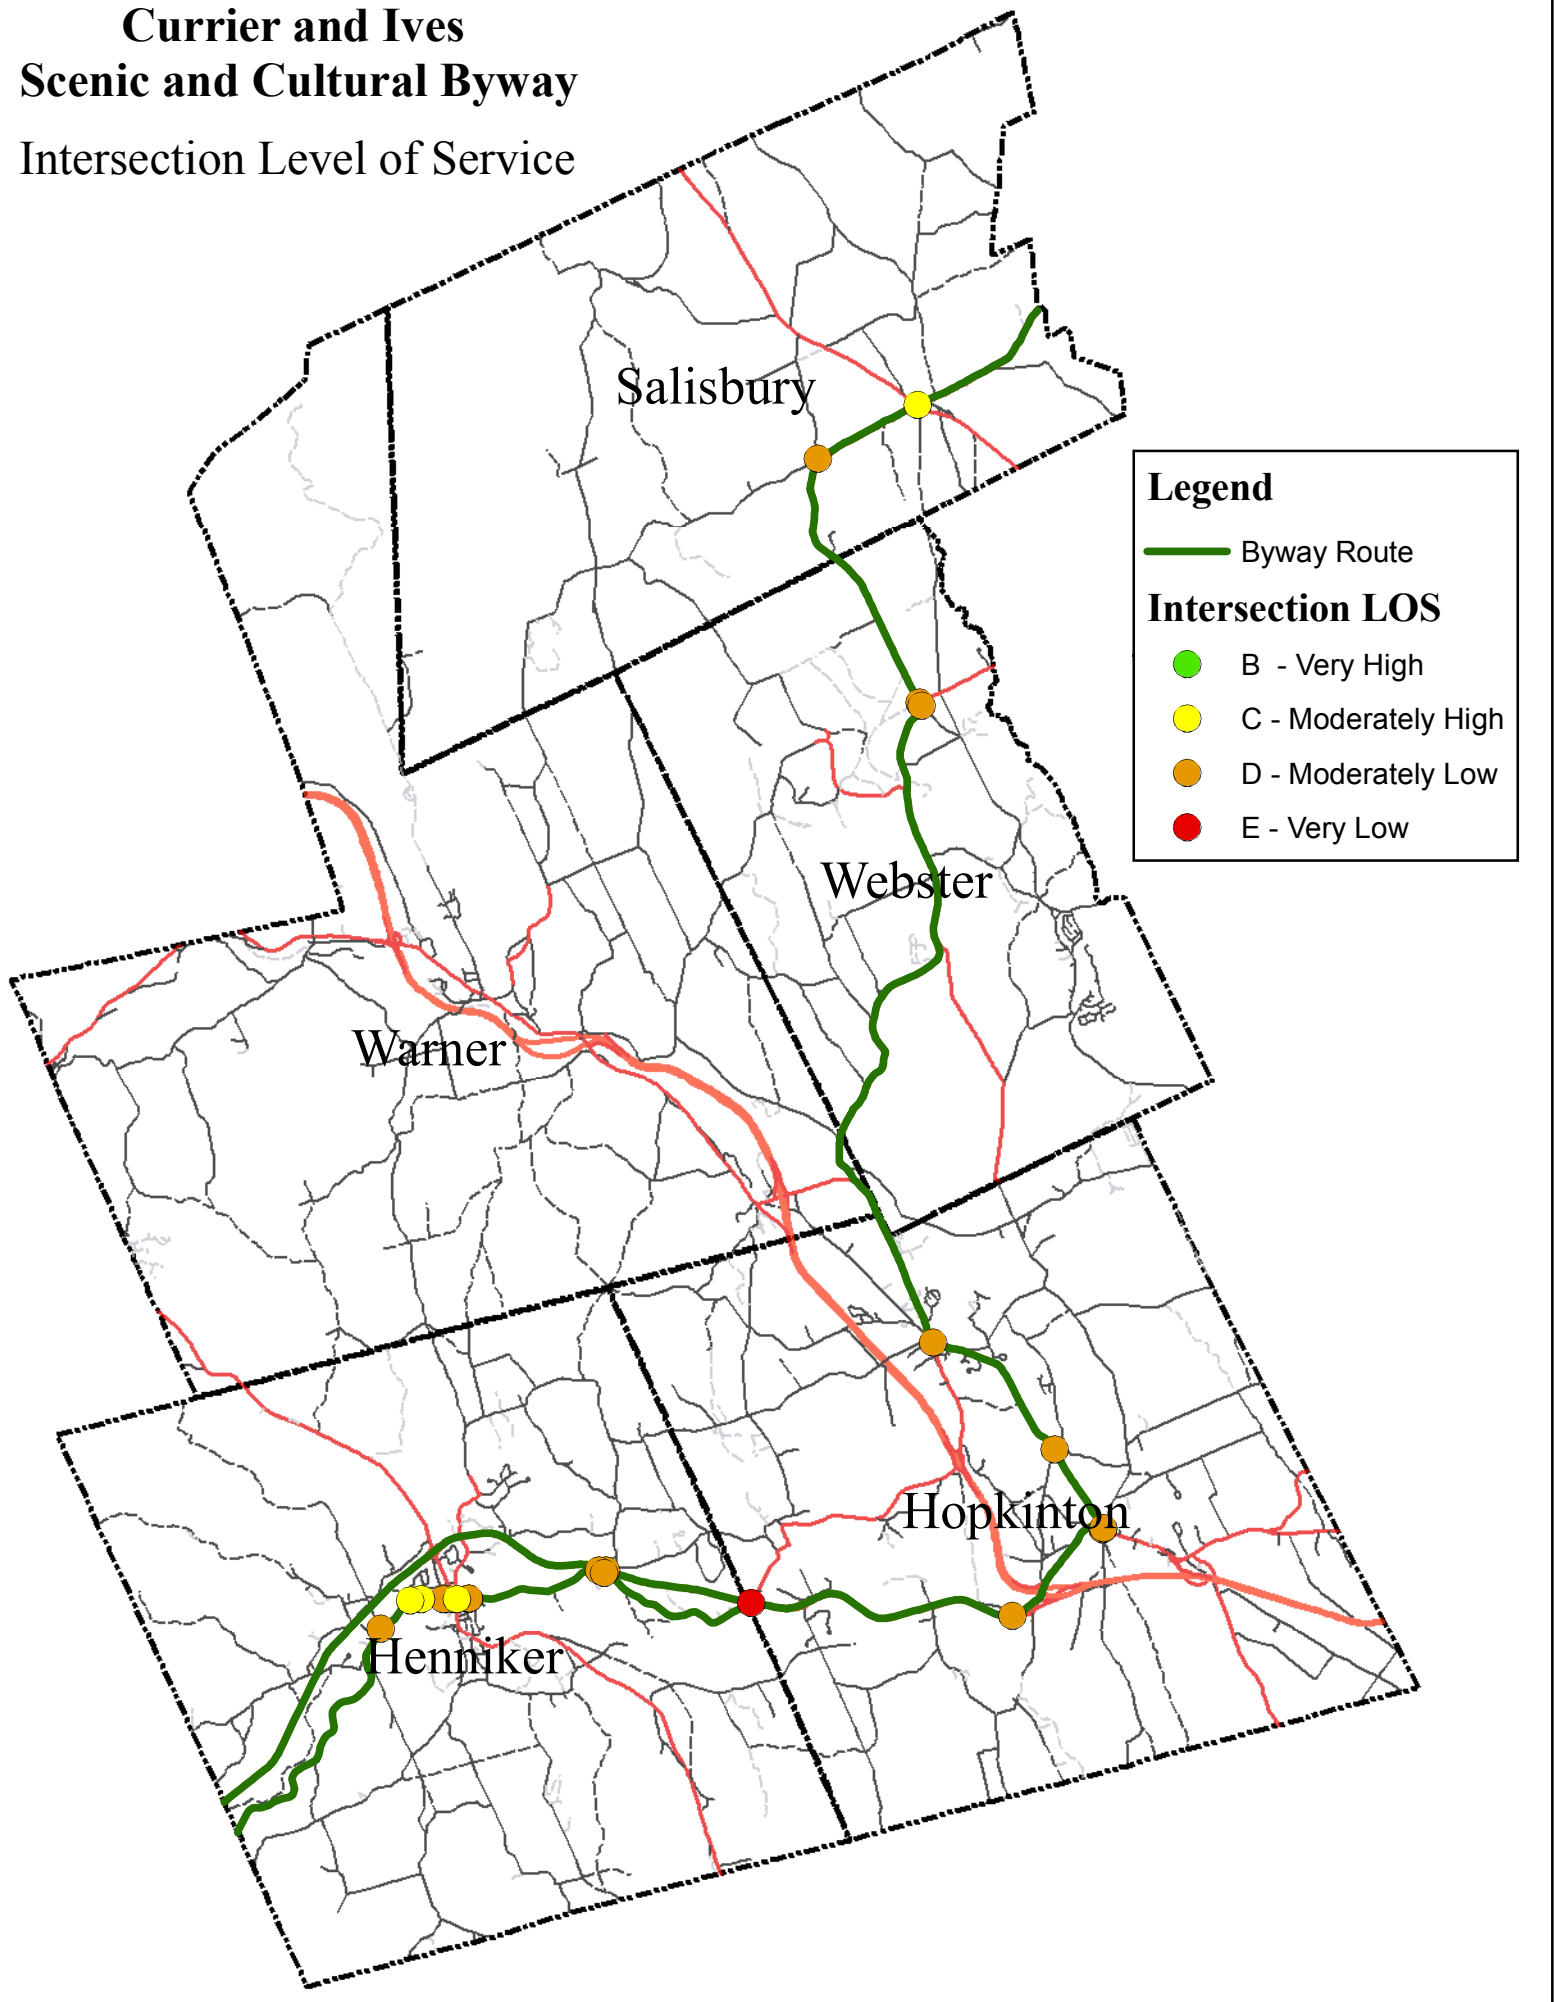 Currier and Ives
Scenic and Cultural Byway
Intersection Level of Service
Salisbury
Legend
Byway Route
Intersection LOS
B - Very High
C - Moderately High
D - Moderately Low
E - Very Low
Webster
Warner
Hopkinton
Henniker